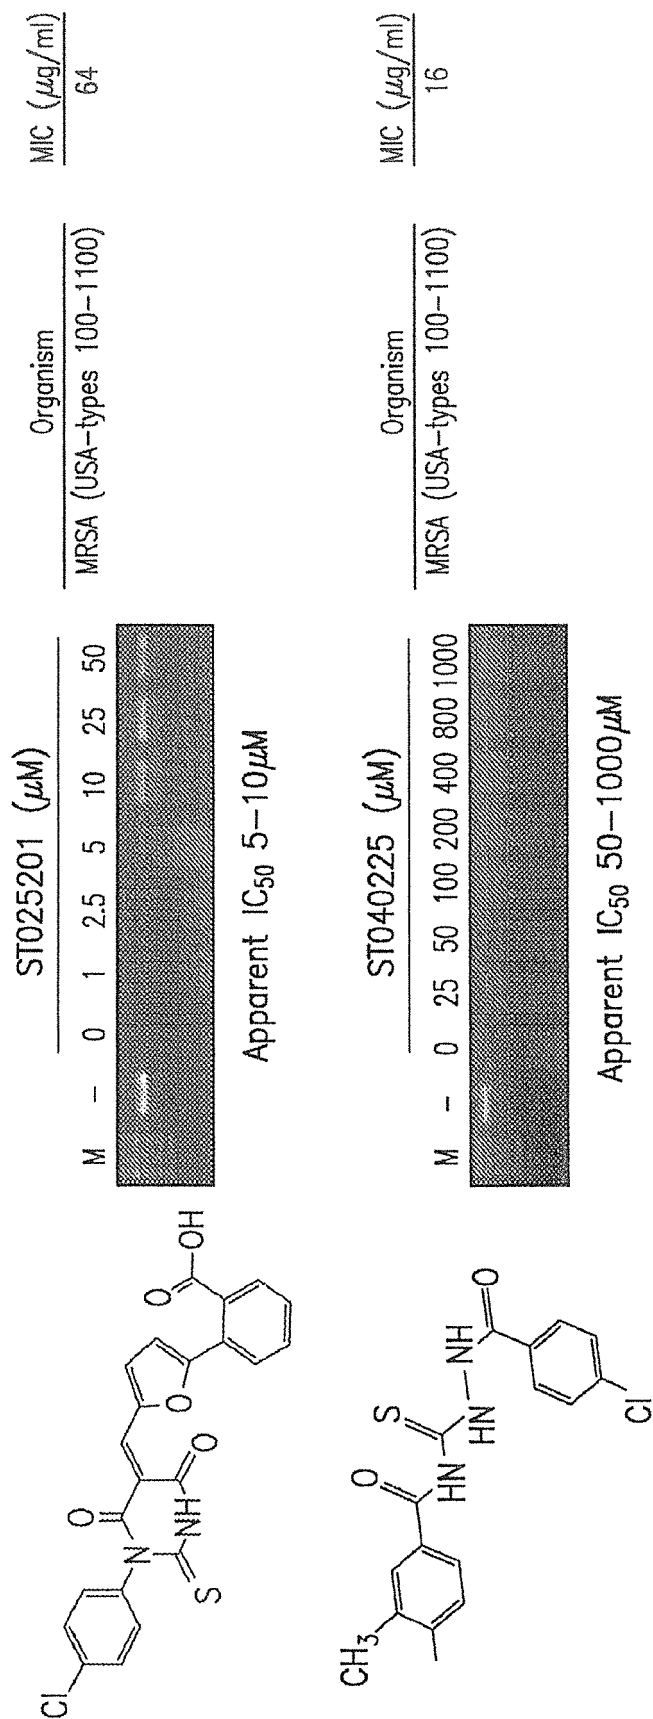 Cl
O
N
S
NH
O
O
O
OH
ST025201 (μM)
M – 0 1 2.5 5 10 25 50
Apparent IC50 5–10μM
Organism MIC (μg/ml)
MRSA (USA–types 100–1100) 64
CH3
O
HN
S
HN
NH
O
Cl
ST040225 (μM)
M – 0 25 50 100 200 400 800 1000
Apparent IC50 50–1000μM
Organism MIC (μg/ml)
MRSA (USA–types 100–1100) 16